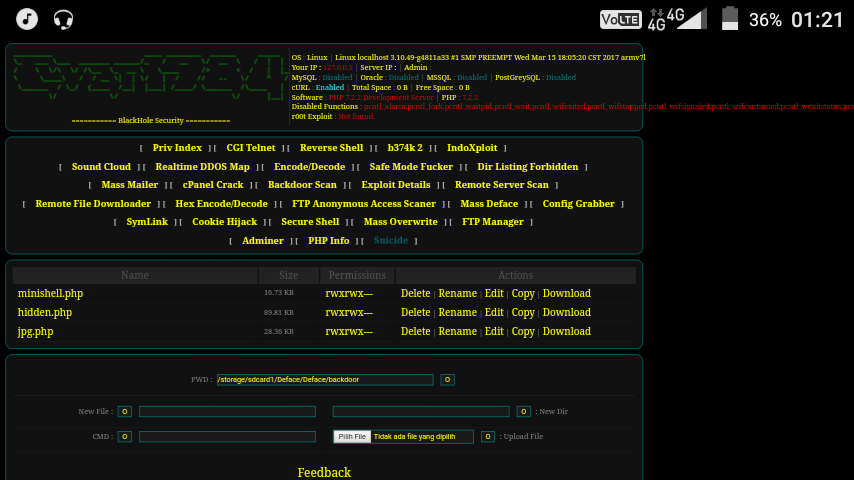 VoLTE 4G 4G 36% 01:21
OS : Linux | Linux localhost 3.10.49-g4811a33 #1 SMP PREEMPT Wed Mar 15 18:05:20 CST 2017 armv7l
Your IP : 127.0.0.1 | Server IP : | Admin :
MySQL : Disabled | Oracle : Disabled | MSSQL : Disabled | PostGreySQL : Disabled
cURL : Enabled | Total Space : 0 B | Free Space : 0 B
Software : PHP 7.2.2 Development Server | PHP : 7.2.2
Disabled Functions : pcntl_alarm,pcntl_fork,pcntl_waitpid,pcntl_wait,pcntl_wifexited,pcntl_wifstopped,pcntl_wifsignaled,pcntl_wifcontinued,pcntl_wexitstatus,pcn
r00t Exploit : Not found.
=========== BlackHole Security ===========
[ Priv Index ] [ CGI Telnet ] [ Reverse Shell ] [ b374k 2 ] [ IndoXploit ]
[ Sound Cloud ] [ Realtime DDOS Map ] [ Encode/Decode ] [ Safe Mode Fucker ] [ Dir Listing Forbidden ]
[ Mass Mailer ] [ cPanel Crack ] [ Backdoor Scan ] [ Exploit Details ] [ Remote Server Scan ]
[ Remote File Downloader ] [ Hex Encode/Decode ] [ FTP Anonymous Access Scaner ] [ Mass Deface ] [ Config Grabber ]
[ SymLink ] [ Cookie Hijack ] [ Secure Shell ] [ Mass Overwrite ] [ FTP Manager ]
[ Adminer ] [ PHP Info ] [ Suicide ]
Name Size Permissions Actions
minishell.php 16.73 KB rwxrwx--- Delete | Rename | Edit | Copy | Download
hidden.php 89.81 KB rwxrwx--- Delete | Rename | Edit | Copy | Download
jpg.php 28.36 KB rwxrwx--- Delete | Rename | Edit | Copy | Download
PWD : /storage/sdcard1/Deface/Deface/backdoor O
New File : O O : New Dir
CMD : O Pilih File Tidak ada file yang dipilih O : Upload File
Feedback